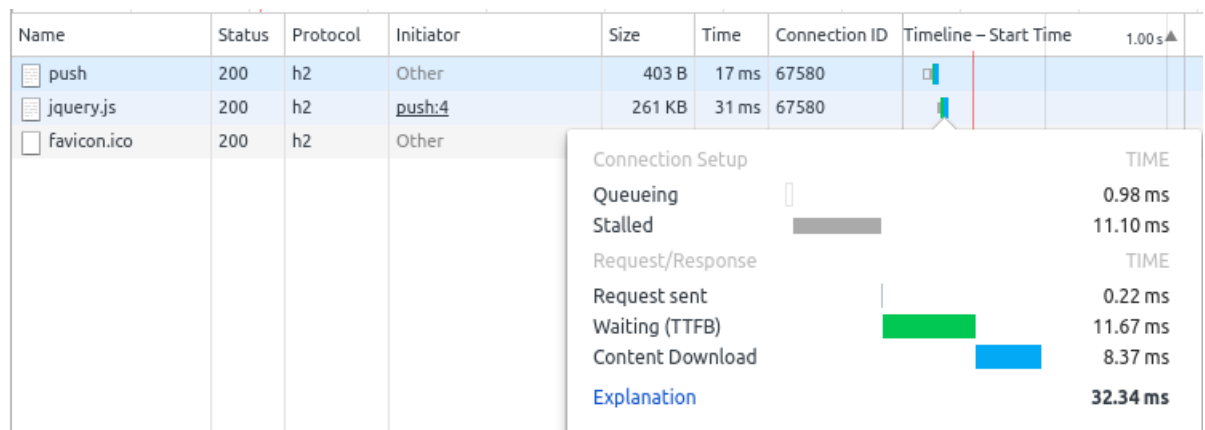 Name Status Protocol Initiator Size Time Connection ID Timeline – Start Time 1.00 s▲
push 200 h2 Other 403 B 17 ms 67580
jquery.js 200 h2 push:4 261 KB 31 ms 67580
favicon.ico 200 h2 Other
Connection Setup TIME
Queueing 0.98 ms
Stalled 11.10 ms
Request/Response TIME
Request sent 0.22 ms
Waiting (TTFB) 11.67 ms
Content Download 8.37 ms
Explanation 32.34 ms